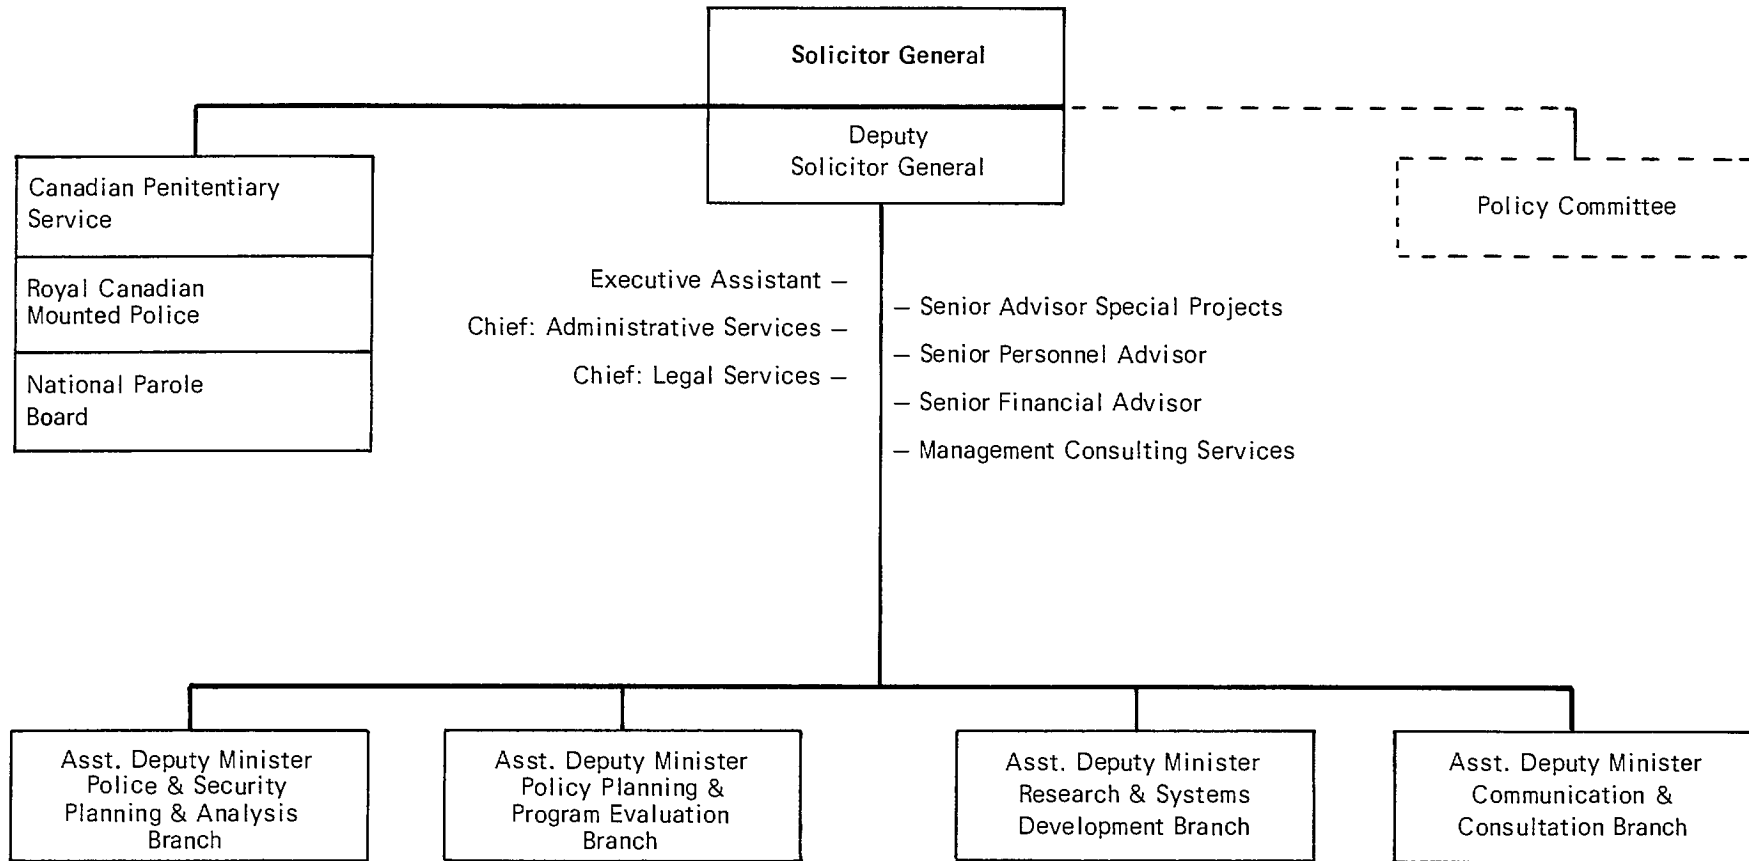 Solicitor General
Deputy
Solicitor General
Canadian Penitentiary
Service
Royal Canadian
Mounted Police
National Parole
Board
Policy Committee
Executive Assistant –
Chief: Administrative Services –
Chief: Legal Services –
– Senior Advisor Special Projects
– Senior Personnel Advisor
– Senior Financial Advisor
– Management Consulting Services
Asst. Deputy Minister
Police & Security
Planning & Analysis
Branch
Asst. Deputy Minister
Policy Planning &
Program Evaluation
Branch
Asst. Deputy Minister
Research & Systems
Development Branch
Asst. Deputy Minister
Communication &
Consultation Branch